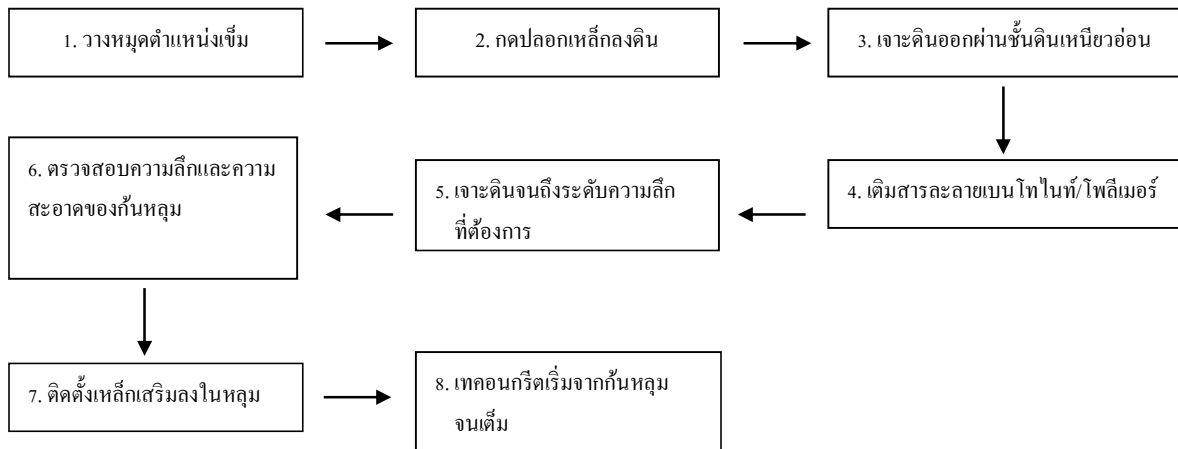 1. วางหมุดตำแหน่งเข็ม
2. กดปลอกเหล็กลงดิน
3. เจาะดินออกผ่านชั้นดินเหนียวอ่อน
4. เติมสารละลายเบนโทไนท์/โพลีเมอร์
5. เจาะดินจนถึงระดับความลึก
ที่ต้องการ
6. ตรวจสอบความลึกและความ
สะอาดของก้นหลุม
7. ติดตั้งเหล็กเสริมลงในหลุม
8. เทคอนกรีตเริ่มจากก้นหลุม
จนเต็ม